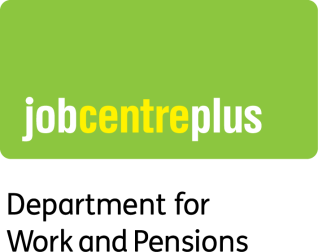 jobcentreplus
Department for
Work and Pensions